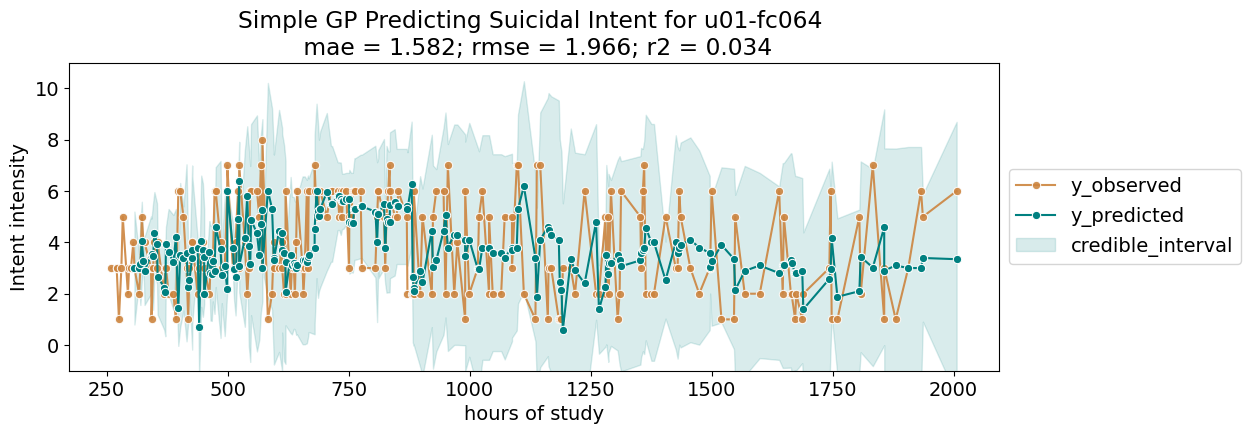 Simple GP Predicting Suicidal Intent for u01-fc064
mae = 1.582; rmse = 1.966; r2 = 0.034
Intent intensity
10
8
6
4
2
0
250
500
750
1000
1250
1500
1750
2000
hours of study
y_observed
y_predicted
credible_interval